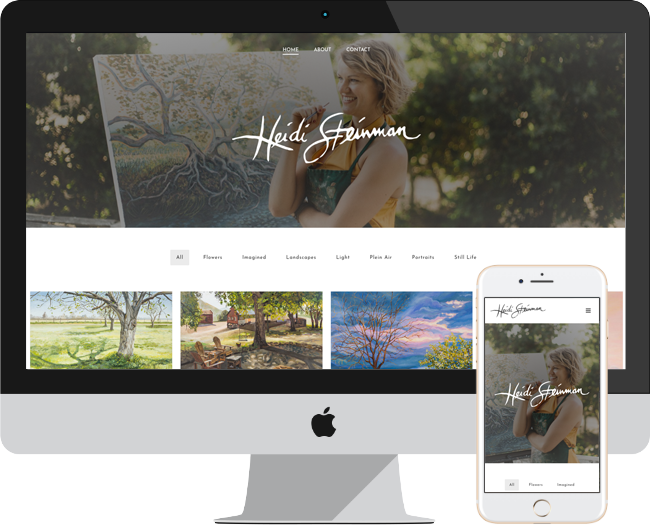 HOME ABOUT CONTACT
Heidi Steinman
All Flowers Imagined Landscapes Light Plein Air Portraits Still Life
Heidi Steinman
Heidi Steinman
All Flowers Imagined